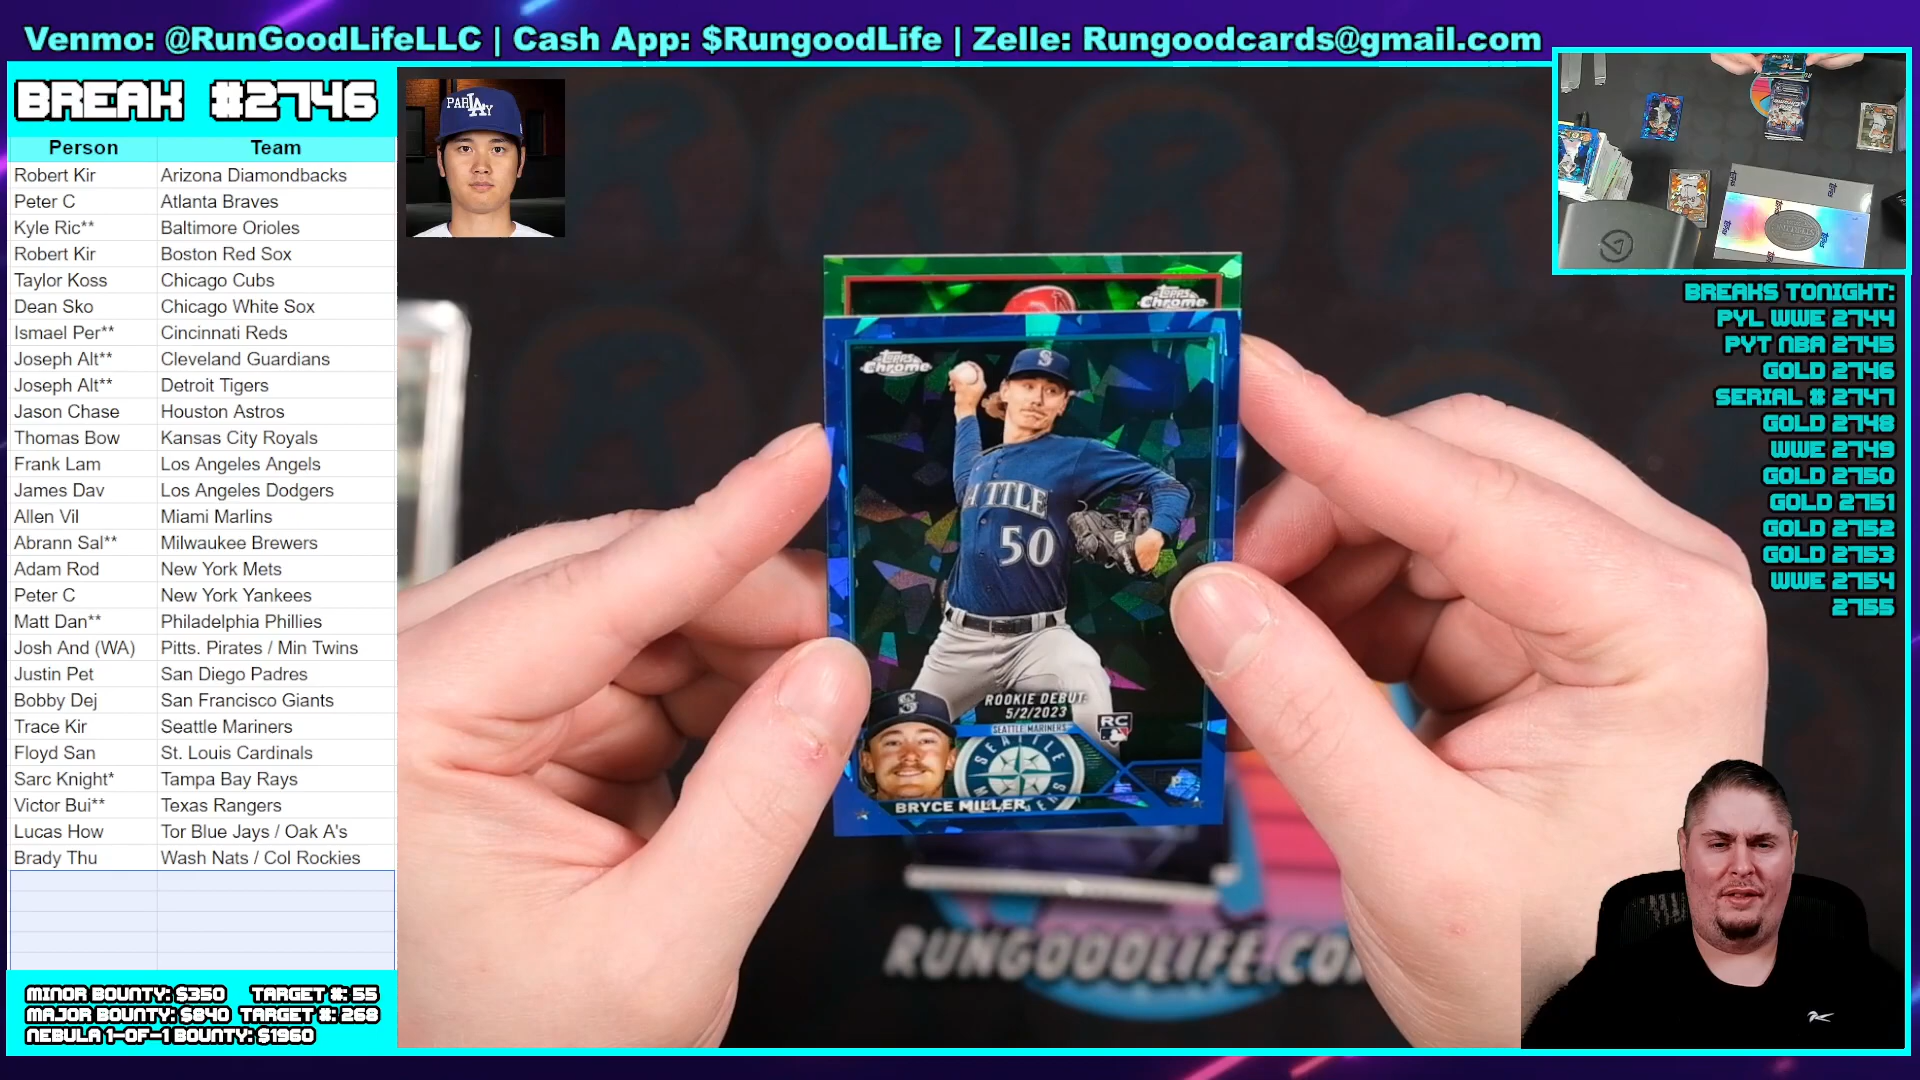 Venmo: @RunGoodLifeLLC | Cash App: $RungoodLife | Zelle: Rungoodcards@gmail.com
BREAK #2746
Person Team
Robert Kir Arizona Diamondbacks
Peter C Atlanta Braves
Kyle Ric** Baltimore Orioles
Robert Kir Boston Red Sox
Taylor Koss Chicago Cubs
Dean Sko Chicago White Sox
Ismael Per** Cincinnati Reds
Joseph Alt** Cleveland Guardians
Joseph Alt** Detroit Tigers
Jason Chase Houston Astros
Thomas Bow Kansas City Royals
Frank Lam Los Angeles Angels
James Dav Los Angeles Dodgers
Allen Vil Miami Marlins
Abrann Sal** Milwaukee Brewers
Adam Rod New York Mets
Peter C New York Yankees
Matt Dan** Philadelphia Phillies
Josh And (WA) Pitts. Pirates / Min Twins
Justin Pet San Diego Padres
Bobby Dej San Francisco Giants
Trace Kir Seattle Mariners
Floyd San St. Louis Cardinals
Sarc Knight* Tampa Bay Rays
Victor Bui** Texas Rangers
Lucas How Tor Blue Jays / Oak A's
Brady Thu Wash Nats / Col Rockies
MINOR BOUNTY: $350 TARGET #: 55
MAJOR BOUNTY: $840 TARGET #: 268
NEBULA 1-OF-1 BOUNTY: $1960
PARLAY
Topps Chrome
Topps Chrome
S
ATTLE
50
ROOKIE DEBUT
5/2/2023
RC
SEATTLE MARINERS
BRYCE MILLER
P
RUNGOODLIFE.CO
BREAKS TONIGHT:
PYL WWE 2744
PYT NBA 2745
GOLD 2746
SERIAL # 2747
GOLD 2748
WWE 2749
GOLD 2750
GOLD 2751
GOLD 2752
GOLD 2753
WWE 2754
2755